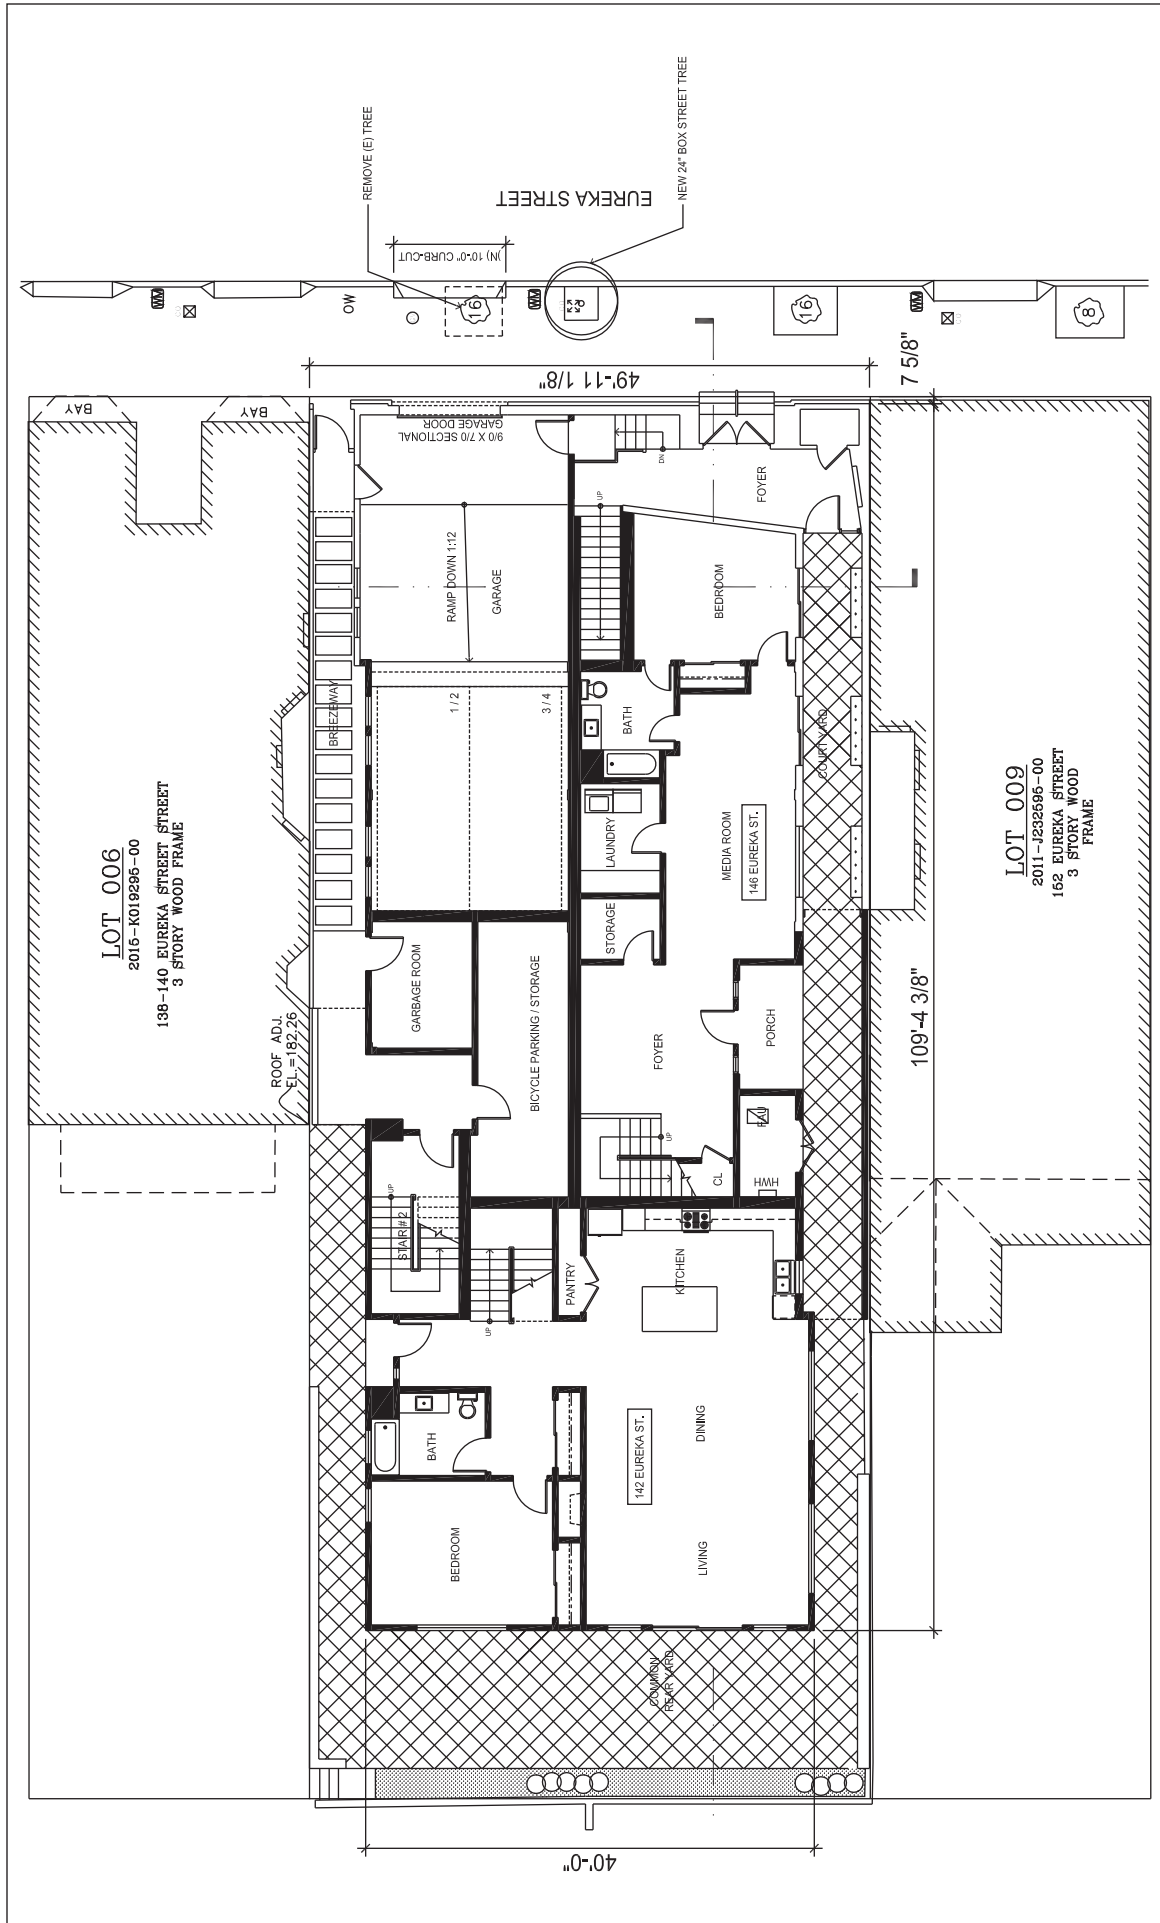 REMOVE (E) TREE
NEW 24" BOX STREET TREE
EUREKA STREET
(N) 10'-0" CURB-CUT
WM
OW
16
WM
16
WM
8
49'-11 1/8"
7 5/8"
BAY
BAY
9/0 X 7/0 SECTIONAL
GARAGE DOOR
DN
FOYER
UP
RAMP DOWN 1:12
GARAGE
BEDROOM
BREEZEWAY
1 / 2
3 / 4
BATH
COURT YARD
LOT 006
2015-K019295-00
138-140 EUREKA STREET STREET
3 STORY WOOD FRAME
LOT 009
2011-J232595-00
152 EUREKA STREET
3 STORY WOOD
FRAME
LAUNDRY
MEDIA ROOM
146 EUREKA ST.
STORAGE
GARBAGE ROOM
BICYCLE PARKING / STORAGE
ROOF ADJ.
EL.=182.26
FOYER
PORCH
109'-4 3/8"
FAU
UP
CL
HWH
UP
STAIR # 2
UP
PANTRY
KITCHEN
BATH
142 EUREKA ST.
DINING
BEDROOM
LIVING
COMMON
REAR YARD
40'-0"